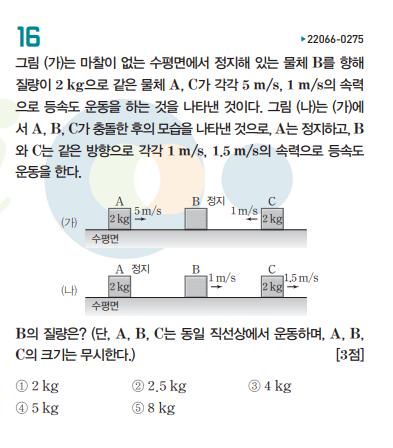 16
▶22066-0275
그림 (가)는 마찰이 없는 수평면에서 정지해 있는 물체 B를 향해
질량이 2 kg으로 같은 물체 A, C가 각각 5 m/s, 1 m/s의 속력
으로 등속도 운동을 하는 것을 나타낸 것이다. 그림 (나)는 (가)에
서 A, B, C가 충돌한 후의 모습을 나타낸 것으로, A는 정지하고, B
와 C는 같은 방향으로 각각 1 m/s, 1.5 m/s의 속력으로 등속도
운동을 한다.
A B 정지 C
(가) 2 kg 5 m/s 1 m/s 2 kg
수평면
A 정지 B C
(나) 2 kg 1 m/s 2 kg 1.5 m/s
수평면
B의 질량은? (단, A, B, C는 동일 직선상에서 운동하며, A, B,
C의 크기는 무시한다.) [3점]
① 2 kg ② 2.5 kg ③ 4 kg
④ 5 kg ⑤ 8 kg